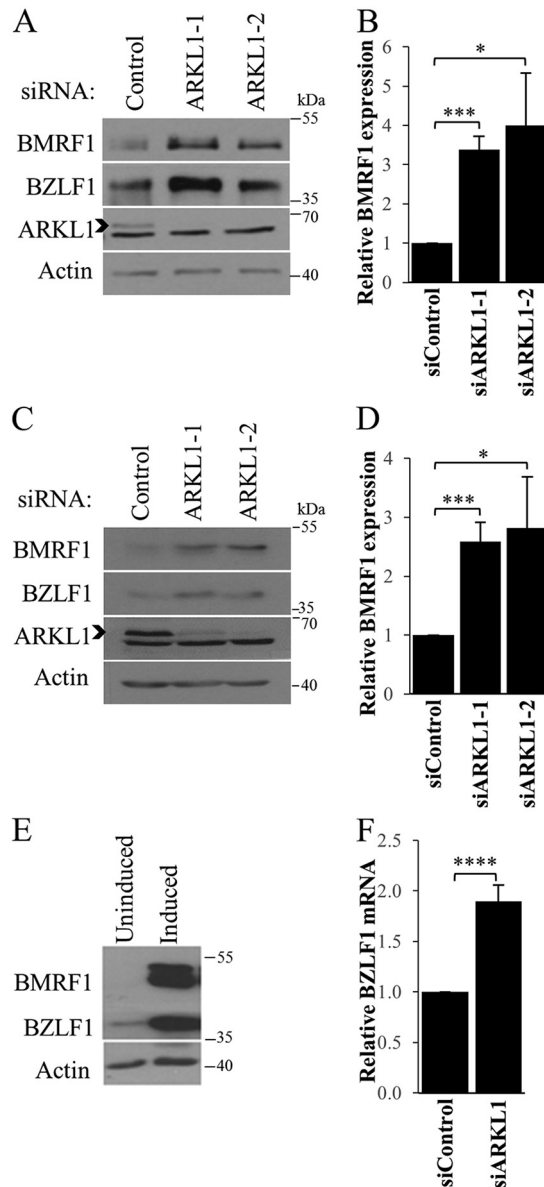 A
siRNA:
Control
ARKL1-1
ARKL1-2
kDa
BMRF1
55
BZLF1
35
ARKL1
70
Actin
40
B
Relative BMRF1 expression
6
5
4
3
2
1
0
*
***
siControl
siARKL1-1
siARKL1-2
C
siRNA:
Control
ARKL1-1
ARKL1-2
kDa
BMRF1
55
BZLF1
35
ARKL1
70
Actin
40
D
Relative BMRF1 expression
4
3
2
1
0
*
***
siControl
siARKL1-1
siARKL1-2
E
Uninduced
Induced
BMRF1
55
BZLF1
35
Actin
40
F
Relative BZLF1 mRNA
2.5
2.0
1.5
1.0
0.5
0.0
****
siControl
siARKL1